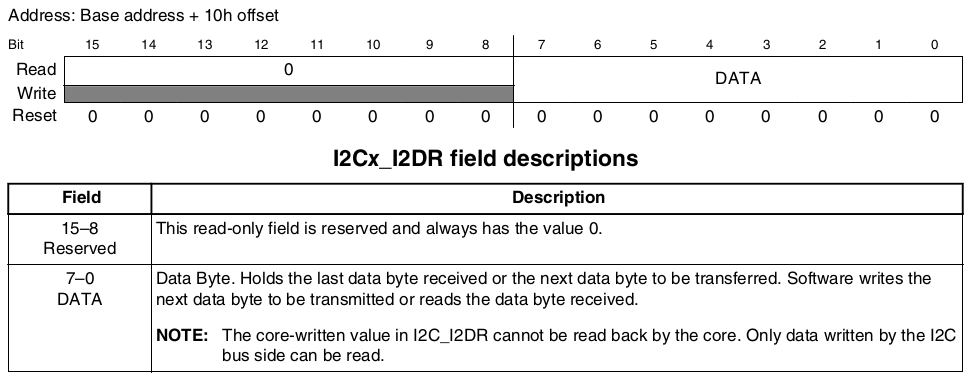 Address: Base address + 10h offset
Bit 15 14 13 12 11 10 9 8 7 6 5 4 3 2 1 0
Read 0 DATA
Write
Reset 0 0 0 0 0 0 0 0 0 0 0 0 0 0 0 0
I2Cx_I2DR field descriptions
Field Description
15–8
Reserved
This read-only field is reserved and always has the value 0.
7–0
DATA
Data Byte. Holds the last data byte received or the next data byte to be transferred. Software writes the
next data byte to be transmitted or reads the data byte received.
NOTE: The core-written value in I2C_I2DR cannot be read back by the core. Only data written by the I2C
bus side can be read.